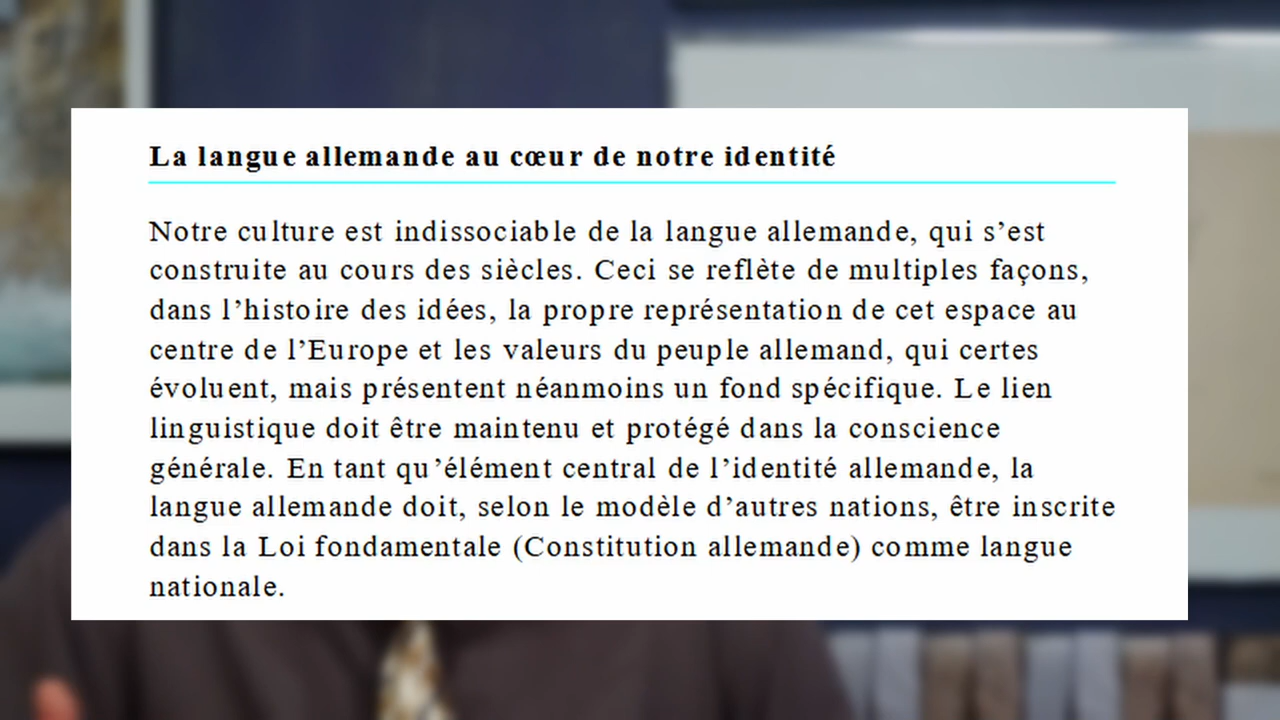 La langue allemande au cœur de notre identité
Notre culture est indissociable de la langue allemande, qui s’est
construite au cours des siècles. Ceci se reflète de multiples façons,
dans l’histoire des idées, la propre représentation de cet espace au
centre de l’Europe et les valeurs du peuple allemand, qui certes
évoluent, mais présentent néanmoins un fond spécifique. Le lien
linguistique doit être maintenu et protégé dans la conscience
générale. En tant qu’élément central de l’identité allemande, la
langue allemande doit, selon le modèle d’autres nations, être inscrite
dans la Loi fondamentale (Constitution allemande) comme langue
nationale.